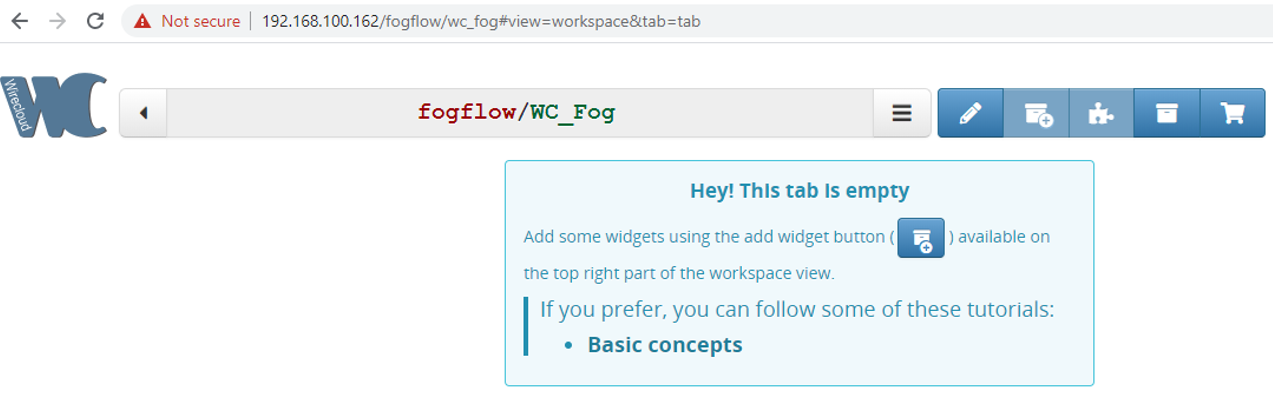 Not secure | 192.168.100.162/fogflow/wc_fog#view=workspace&tab=tab
Wirecloud
WC
fogflow/WC_Fog
Hey! ThIs tab Is empty
Add some widgets using the add widget button ( ) available on
the top right part of the workspace view.
If you prefer, you can follow some of these tutorials:
• Basic concepts